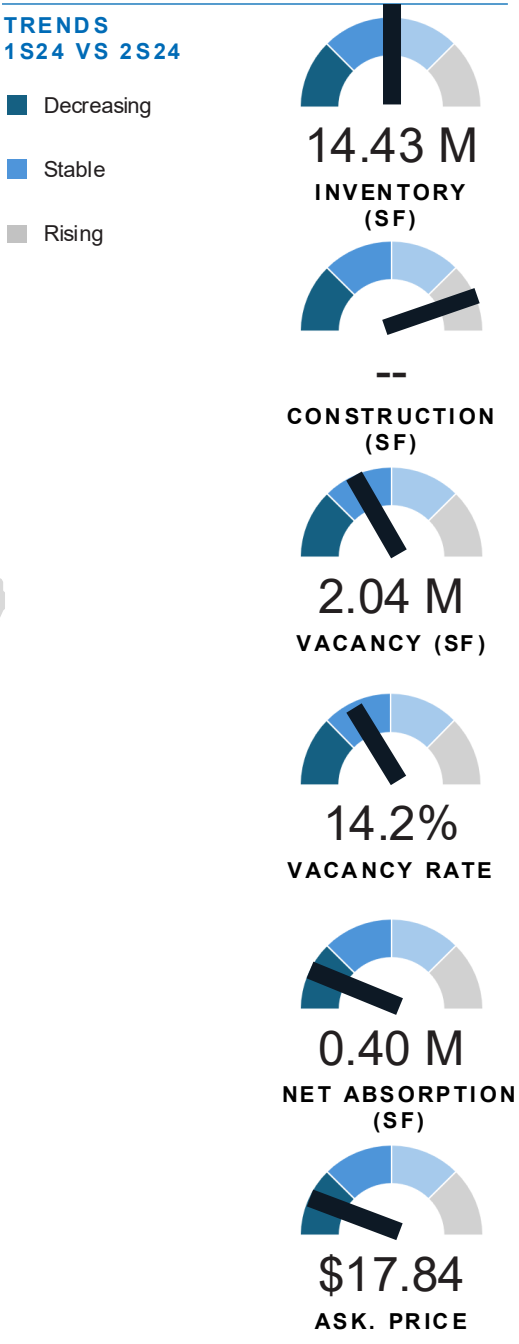 TRENDS
1S24 VS 2S24
Decreasing
Stable
Rising
14.43 M
INVENTORY
(SF)
--
CONSTRUCTION
(SF)
2.04 M
VACANCY (SF)
14.2%
VACANCY RATE
0.40 M
NET ABSORPTION
(SF)
$17.84
ASK. PRICE